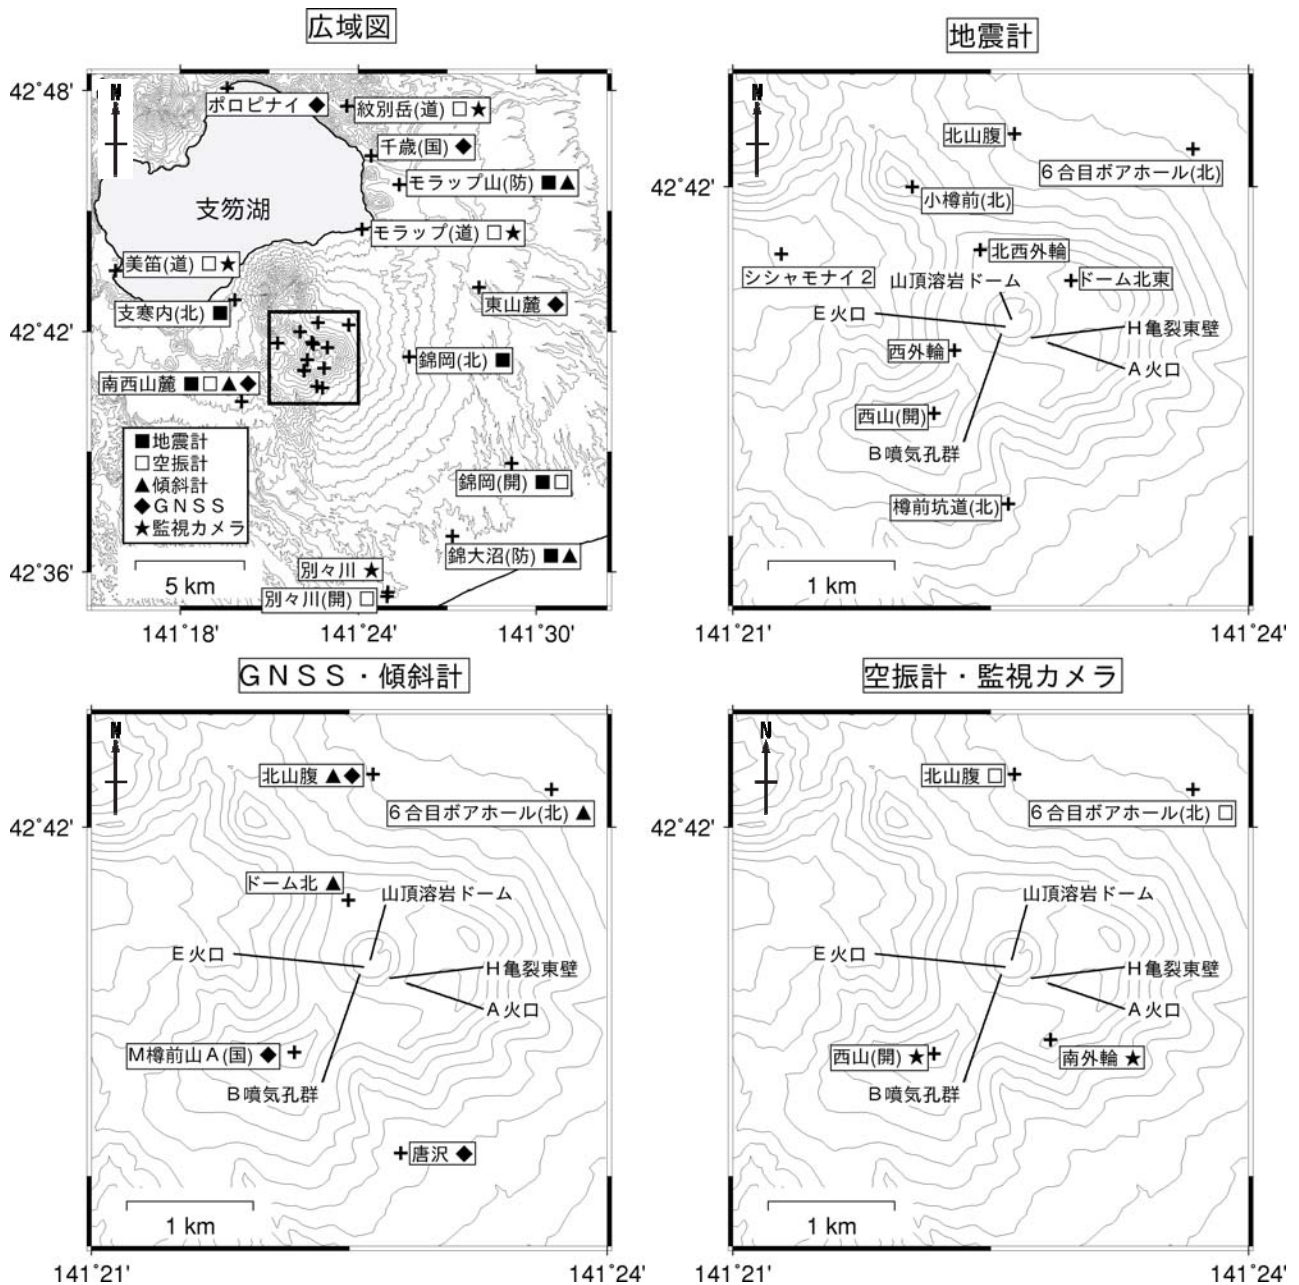 広域図
42˚48'
N
ポロピナイ ◆
紋別岳(道) □★
千歳(国) ◆
モラップ山(防) ■▲
支笏湖
モラップ(道) □★
美笛(道) □★
支寒内(北) ■
東山麓 ◆
42˚42'
錦岡(北) ■
南西山麓 ■□▲◆
■地震計
□空振計
▲傾斜計
◆ＧＮＳＳ
★監視カメラ
錦岡(開) ■□
錦大沼(防) ■▲
別々川 ★
別々川(開) □
42˚36'
5 km
141˚18'
141˚24'
141˚30'
地震計
N
北山腹
６合目ボアホール(北)
42˚42'
小樽前(北)
北西外輪
シシャモナイ２
山頂溶岩ドーム
ドーム北東
Ｅ火口
Ｈ亀裂東壁
西外輪
Ａ火口
西山(開)
Ｂ噴気孔群
樽前坑道(北)
1 km
141˚21'
141˚24'
ＧＮＳＳ・傾斜計
N
北山腹 ▲◆
６合目ボアホール(北) ▲
42˚42'
ドーム北 ▲
山頂溶岩ドーム
Ｅ火口
Ｈ亀裂東壁
Ａ火口
Ｍ樽前山Ａ(国) ◆
Ｂ噴気孔群
唐沢 ◆
1 km
141˚21'
141˚24'
空振計・監視カメラ
N
北山腹 □
６合目ボアホール(北) □
42˚42'
山頂溶岩ドーム
Ｅ火口
Ｈ亀裂東壁
Ａ火口
西山(開) ★
南外輪 ★
Ｂ噴気孔群
1 km
141˚21'
141˚24'